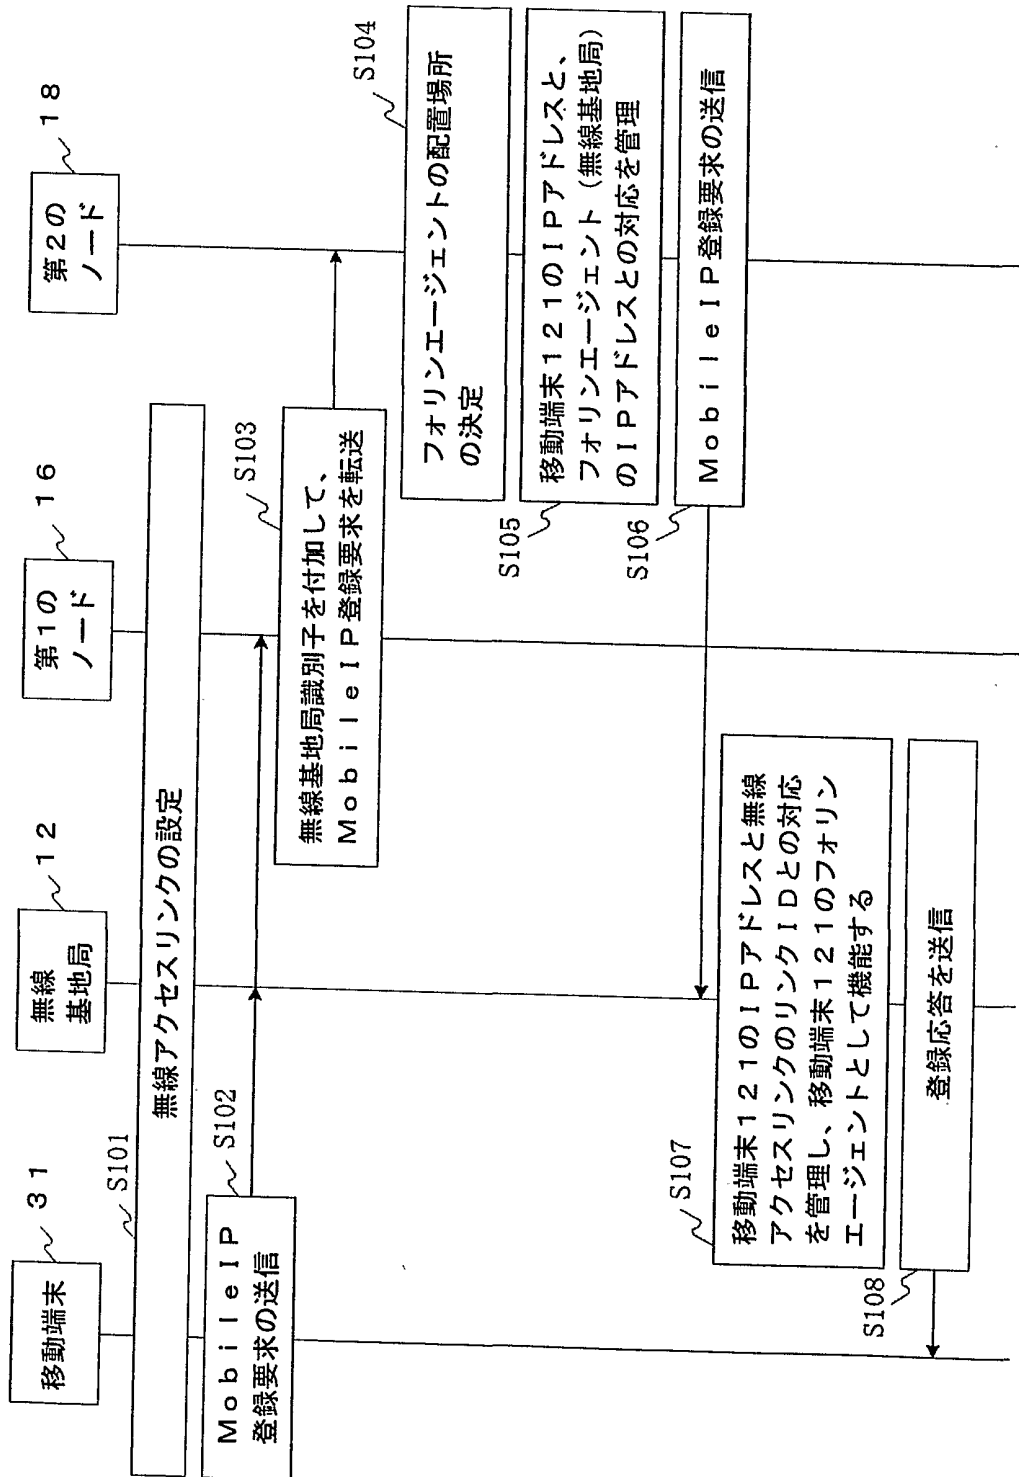 移動端末
31
無線
基地局
12
第1の
ノード
16
第2の
ノード
18
S101
無線アクセスリンクの設定
S102
MobileIP
登録要求の送信
S103
無線基地局識別子を付加して、
MobileIP登録要求を転送
S104
フォリンエージェントの配置場所
の決定
S105
移動端末121のIPアドレスと、
フォリンエージェント(無線基地局)
のIPアドレスとの対応を管理
S106
MobileIP登録要求の送信
S107
移動端末121のIPアドレスと無線
アクセスリンクのリンクIDとの対応
を管理し、移動端末121のフォリン
エージェントとして機能する
S108
登録応答を送信